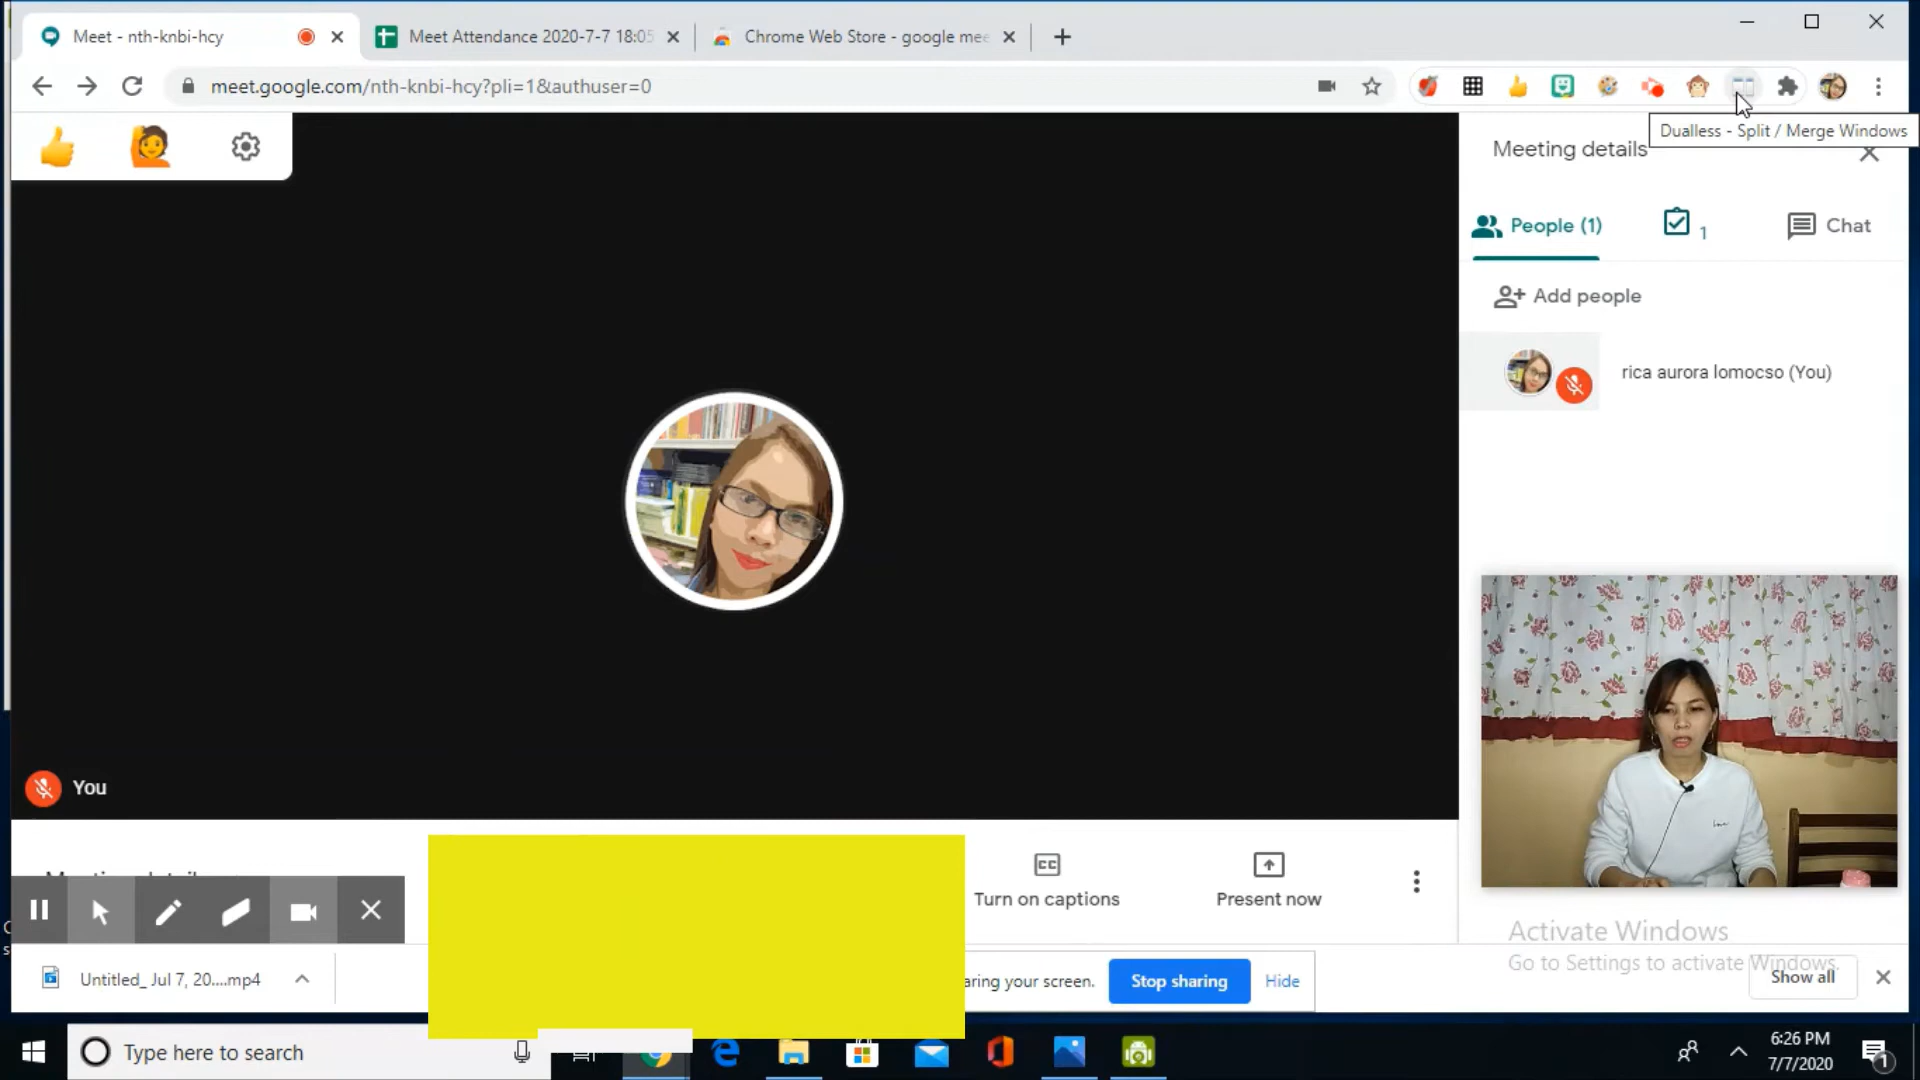 Meet - nth-knbi-hcy
Meet Attendance 2020-7-7 18:05
Chrome Web Store - google mee
meet.google.com/nth-knbi-hcy?pli=1&authuser=0
Dualless - Split / Merge Windows
Meeting details
People (1)
1
Chat
Add people
rica aurora lomocso (You)
You
CC
Turn on captions
Present now
Activate Windows
Go to Settings to activate Windows.
Untitled_ Jul 7, 20....mp4
aring your screen.
Stop sharing
Hide
Show all
Type here to search
6:26 PM
7/7/2020
1